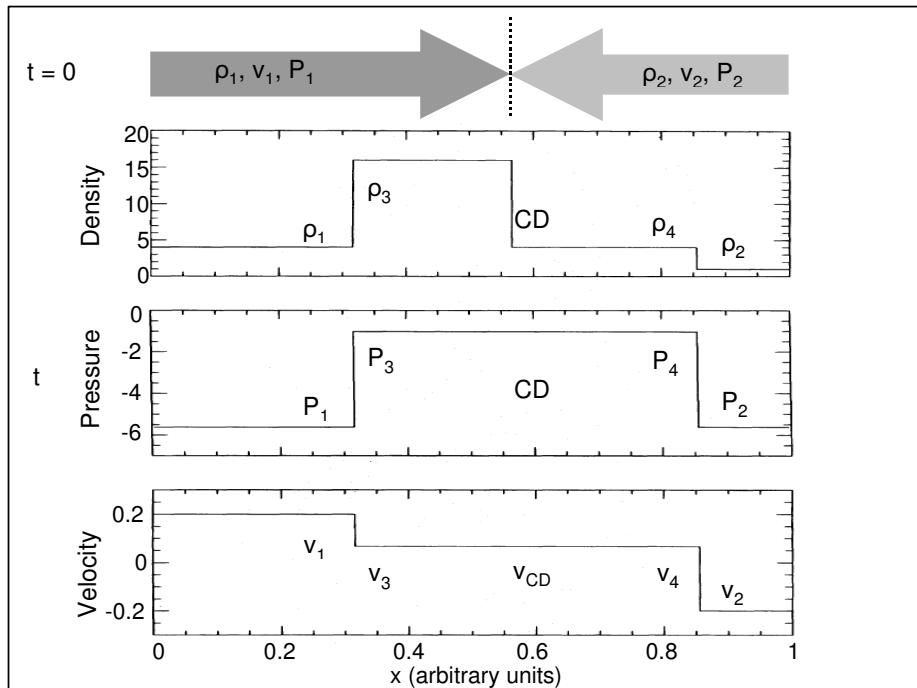 t = 0
ρ₁, v₁, P₁
ρ₂, v₂, P₂
Density
20
15
10
5
0
ρ₁
ρ₃
CD
ρ₄
ρ₂
t
Pressure
0
-2
-4
-6
P₁
P₃
CD
P₄
P₂
Velocity
0.2
0
-0.2
v₁
v₃
v_CD
v₄
v₂
0
0.2
0.4
0.6
0.8
1
x (arbitrary units)